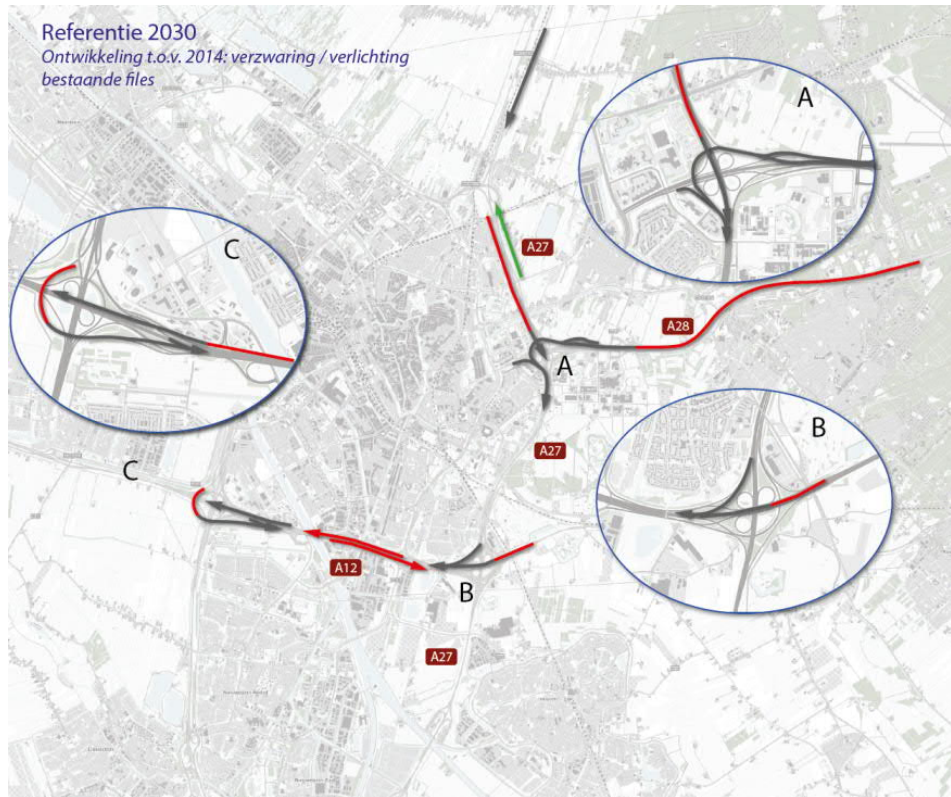 Referentie 2030
Ontwikkeling t.o.v. 2014: verzwaring / verlichting
bestaande files
A
C
A27
A28
A
A27
B
C
A12
B
A27